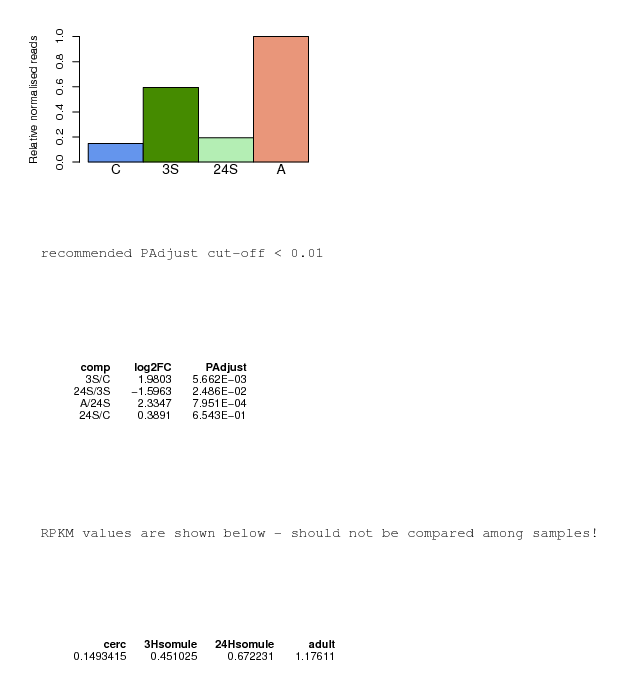 Relative normalised reads
1.0
0.8
0.6
0.4
0.2
0.0
C 3S 24S A
recommended PAdjust cut-off < 0.01
comp log2FC PAdjust
3S/C 1.9803 5.662E-03
24S/3S -1.5963 2.486E-02
A/24S 2.3347 7.951E-04
24S/C 0.3891 6.543E-01
RPKM values are shown below - should not be compared among samples!
cerc 3Hsomule 24Hsomule adult
0.1493415 0.451025 0.672231 1.17611